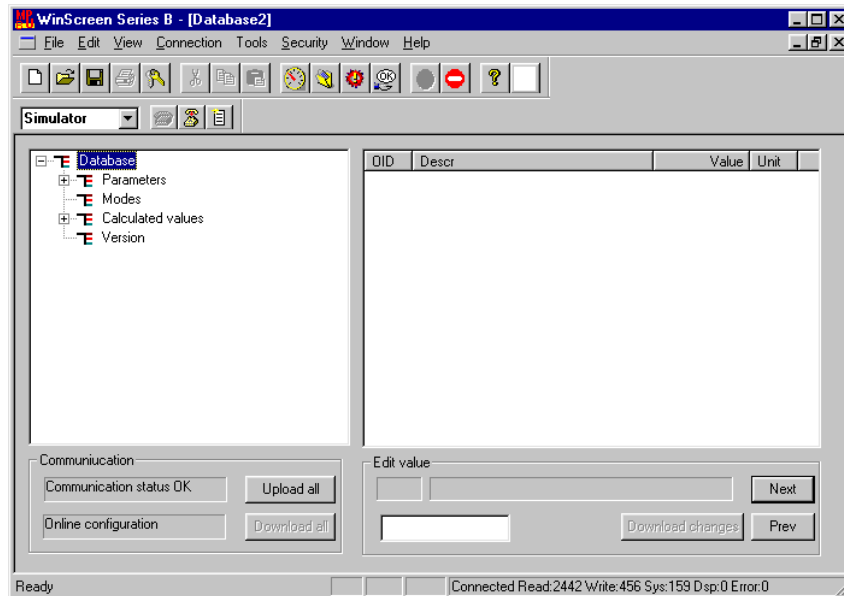 WinScreen Series B - [Database2]
File Edit View Connection Tools Security Window Help
OK
?
Simulator
Database
Parameters
Modes
Calculated values
Version
OID Descr Value Unit
Communiucation
Communication status OK Upload all
Online configuration Download all
Edit value
Next
Download changes Prev
Ready Connected Read:2442 Write:456 Sys:159 Dsp:0 Error:0